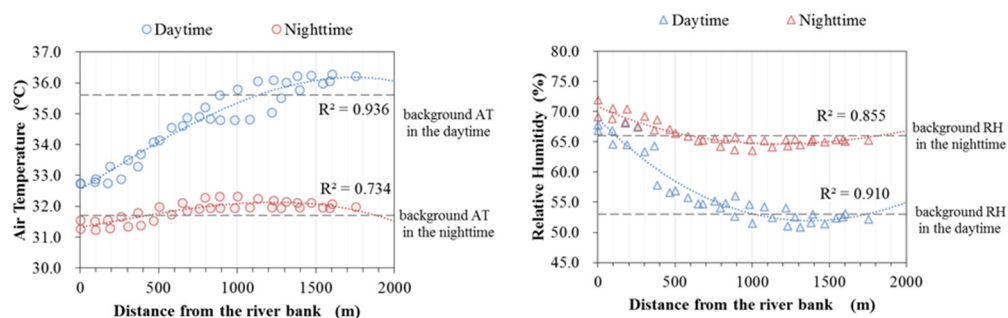 Daytime
Nighttime
37.0
36.0
35.0
34.0
33.0
32.0
31.0
30.0
Air Temperature (°C)
R² = 0.936
R² = 0.734
background AT
in the daytime
background AT
in the nighttime
0
500
1000
1500
2000
Distance from the river bank (m)
Daytime
Nighttime
80.0
75.0
70.0
65.0
60.0
55.0
50.0
45.0
Relative Humitidy (%)
R² = 0.855
R² = 0.910
background RH
in the nighttime
background RH
in the daytime
0
500
1000
1500
2000
Distance from the river bank (m)